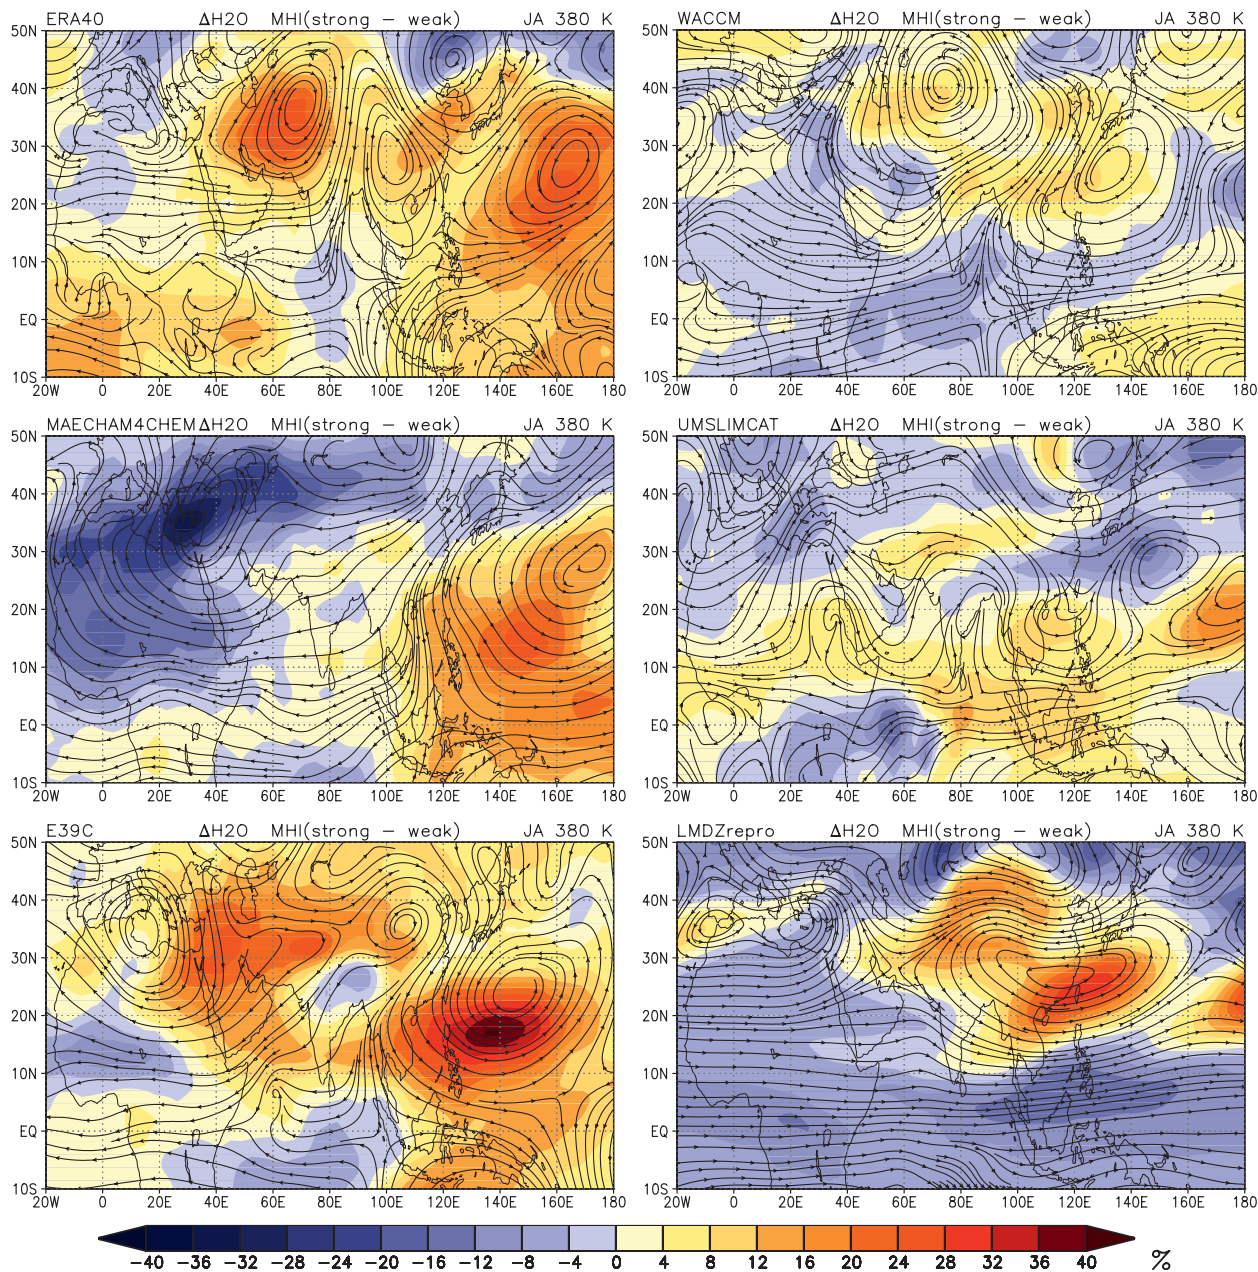 ERA40 ΔH2O MHI(strong − weak) JA 380 K
50N
40N
30N
20N
10N
EQ
10S
20W 0 20E 40E 60E 80E 100E 120E 140E 160E 180
WACCM ΔH2O MHI(strong − weak) JA 380 K
50N
40N
30N
20N
10N
EQ
10S
20W 0 20E 40E 60E 80E 100E 120E 140E 160E 180
MAECHAM4CHEM ΔH2O MHI(strong − weak) JA 380 K
50N
40N
30N
20N
10N
EQ
10S
20W 0 20E 40E 60E 80E 100E 120E 140E 160E 180
UMSLIMCAT ΔH2O MHI(strong − weak) JA 380 K
50N
40N
30N
20N
10N
EQ
10S
20W 0 20E 40E 60E 80E 100E 120E 140E 160E 180
E39C ΔH2O MHI(strong − weak) JA 380 K
50N
40N
30N
20N
10N
EQ
10S
20W 0 20E 40E 60E 80E 100E 120E 140E 160E 180
LMDZrepro ΔH2O MHI(strong − weak) JA 380 K
50N
40N
30N
20N
10N
EQ
10S
20W 0 20E 40E 60E 80E 100E 120E 140E 160E 180
−40 −36 −32 −28 −24 −20 −16 −12 −8 −4 0 4 8 12 16 20 24 28 32 36 40 %